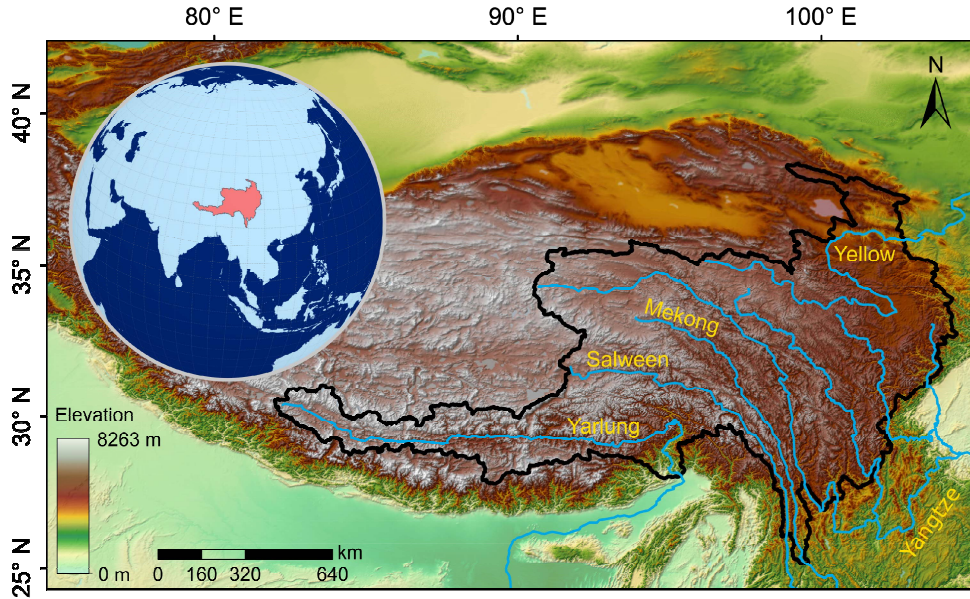 80° E 90° E 100° E
40° N
35° N
30° N
25° N
N
Yellow
Mekong
Salween
Yarlung
Yangtze
Elevation
8263 m
0 m
km
0 160 320 640